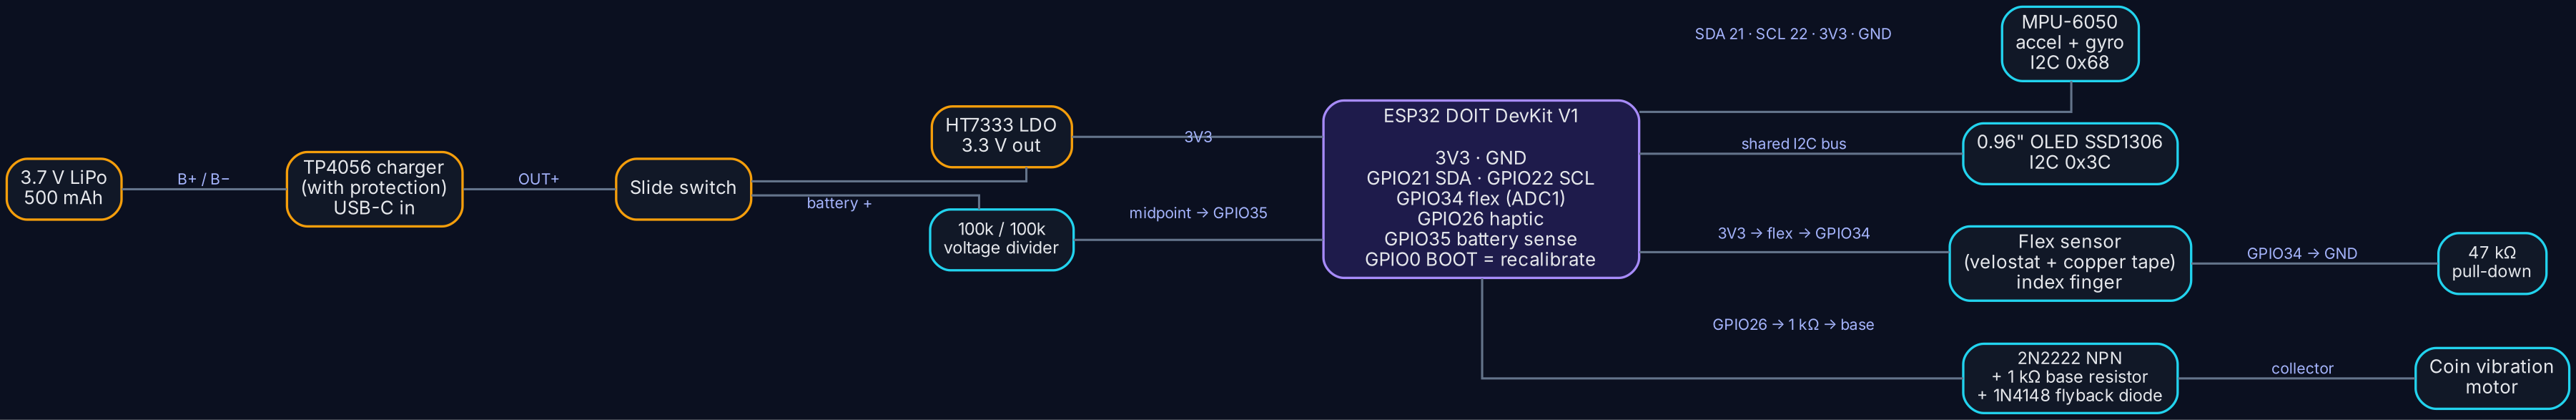 3.7 V LiPo
500 mAh
B+ / B−
TP4056 charger
(with protection)
USB-C in
OUT+
Slide switch
battery +
HT7333 LDO
3.3 V out
100k / 100k
voltage divider
3V3
midpoint → GPIO35
ESP32 DOIT DevKit V1
3V3 · GND
GPIO21 SDA · GPIO22 SCL
GPIO34 flex (ADC1)
GPIO26 haptic
GPIO35 battery sense
GPIO0 BOOT = recalibrate
SDA 21 · SCL 22 · 3V3 · GND
MPU-6050
accel + gyro
I2C 0x68
shared I2C bus
0.96" OLED SSD1306
I2C 0x3C
3V3 → flex → GPIO34
Flex sensor
(velostat + copper tape)
index finger
GPIO34 → GND
47 kΩ
pull-down
GPIO26 → 1 kΩ → base
2N2222 NPN
+ 1 kΩ base resistor
+ 1N4148 flyback diode
collector
Coin vibration
motor